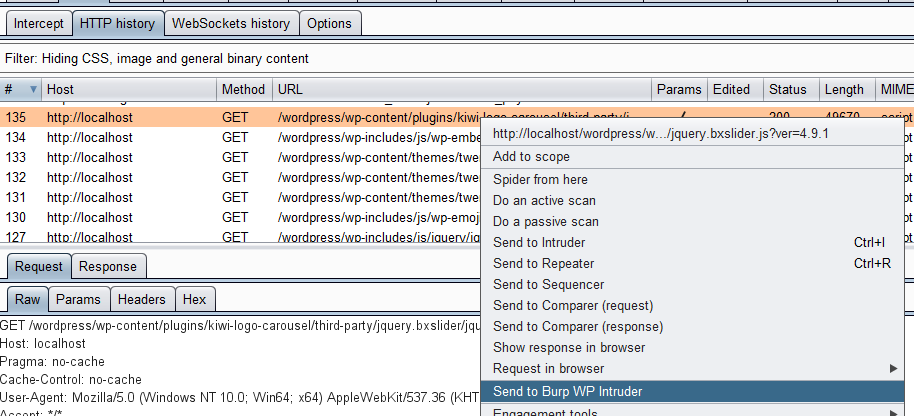 Intercept HTTP history WebSockets history Options
Filter: Hiding CSS, image and general binary content
# Host Method URL Params Edited Status Length MIME
135 http://localhost GET /wordpress/wp-content/plugins/kiwi-logo-carousel/third-party/j
134 http://localhost GET /wordpress/wp-includes/js/wp-embe
133 http://localhost GET /wordpress/wp-content/themes/twe
132 http://localhost GET /wordpress/wp-content/themes/twe
131 http://localhost GET /wordpress/wp-content/themes/twe
130 http://localhost GET /wordpress/wp-includes/js/wp-emoj
127 http://localhost GET /wordpress/wp-includes/js/jquery/jq
http://localhost/wordpress/w.../jquery.bxslider.js?ver=4.9.1
Add to scope
Spider from here
Do an active scan
Do a passive scan
Send to Intruder Ctrl+I
Send to Repeater Ctrl+R
Send to Sequencer
Send to Comparer (request)
Send to Comparer (response)
Show response in browser
Request in browser
Send to Burp WP Intruder
Engagement tools
Request Response
Raw Params Headers Hex
GET /wordpress/wp-content/plugins/kiwi-logo-carousel/third-party/jquery.bxslider/jqu
Host: localhost
Pragma: no-cache
Cache-Control: no-cache
User-Agent: Mozilla/5.0 (Windows NT 10.0; Win64; x64) AppleWebKit/537.36 (KHT
Accept: */*